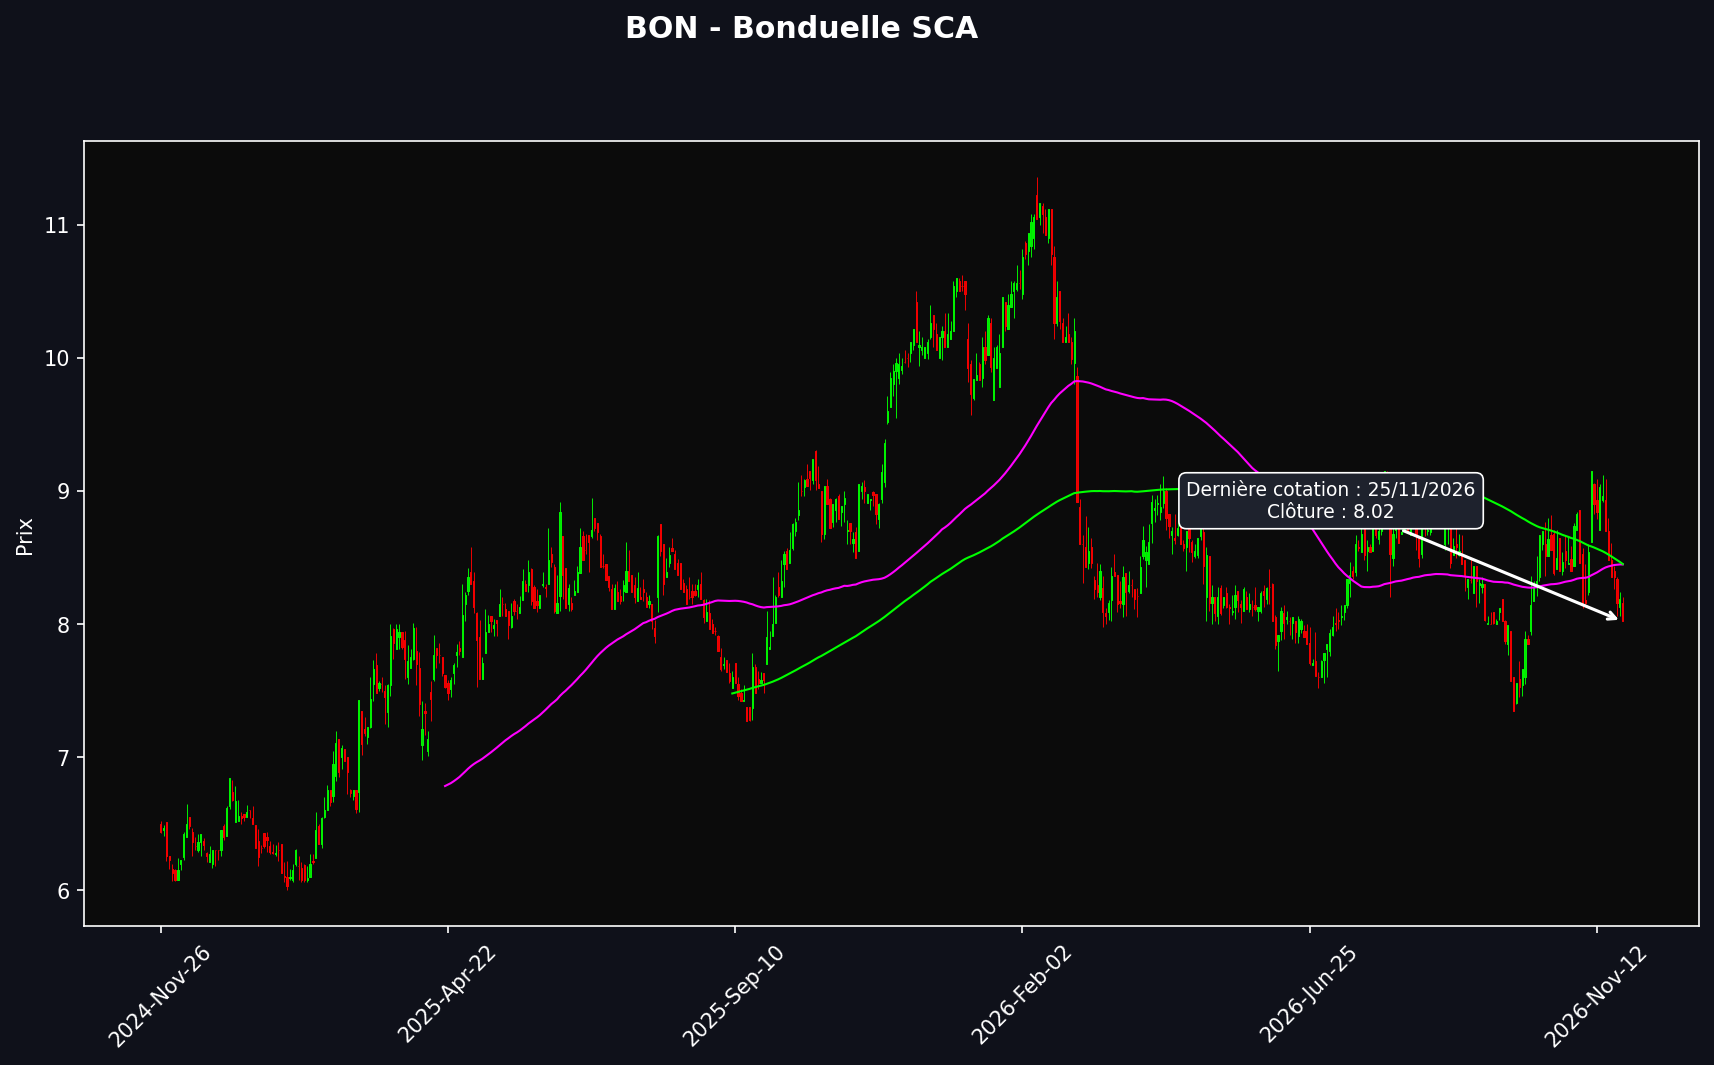 BON - Bonduelle SCA
Prix
11
10
9
8
7
6
Dernière cotation : 25/11/2026
Clôture : 8.02
2024-Nov-26
2025-Apr-22
2025-Sep-10
2026-Feb-02
2026-Jun-25
2026-Nov-12